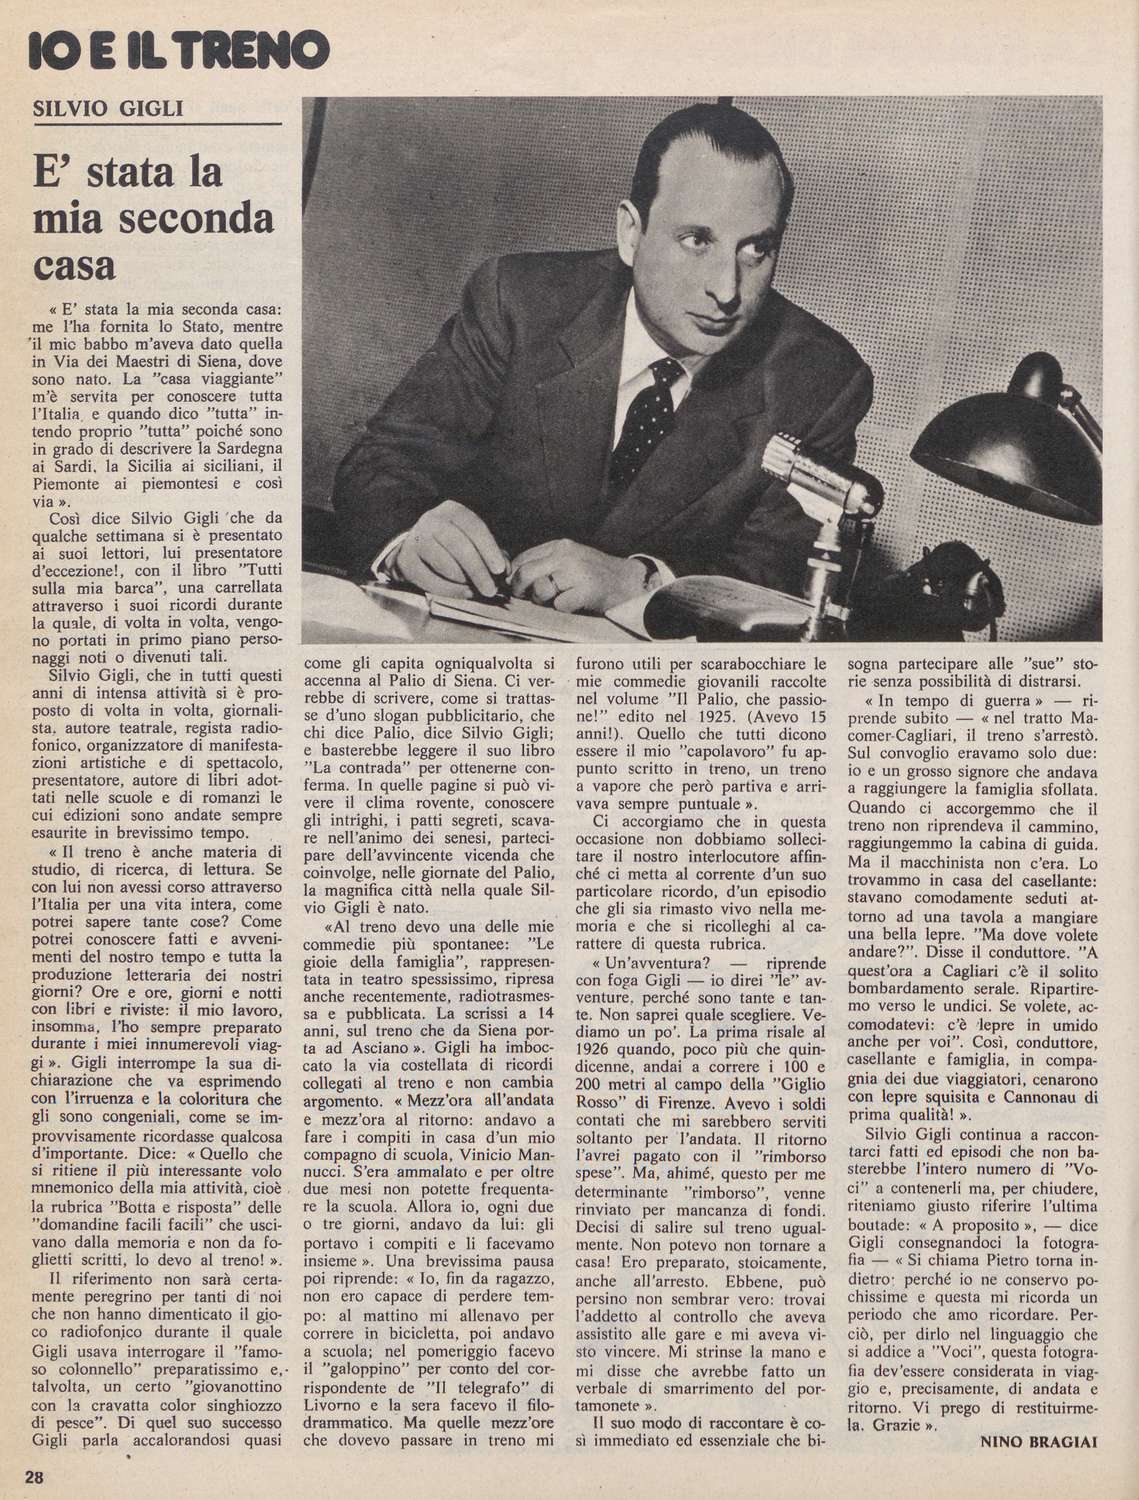 IO E IL TRENO
SILVIO GIGLI
E' stata la
mia seconda
casa
« E' stata la mia seconda casa:
me l'ha fornita lo Stato, mentre
il mio babbo m'aveva dato quella
in Via dei Maestri di Siena, dove
sono nato. La "casa viaggiante"
m'è servita per conoscere tutta
l'Italia e quando dico "tutta" in-
tendo proprio "tutta" poiché sono
in grado di descrivere la Sardegna
ai Sardi, la Sicilia ai siciliani, il
Piemonte ai piemontesi e così
via ».
Così dice Silvio Gigli che da
qualche settimana si è presentato
ai suoi lettori, lui presentatore
d'eccezione!, con il libro "Tutti
sulla mia barca", una carrellata
attraverso i suoi ricordi durante
la quale, di volta in volta, vengo-
no portati in primo piano perso-
naggi noti o divenuti tali.
Silvio Gigli, che in tutti questi
anni di intensa attività si è pro-
posto di volta in volta, giornali-
sta, autore teatrale, regista radio-
fonico, organizzatore di manifesta-
zioni artistiche e di spettacolo,
presentatore, autore di libri adot-
tati nelle scuole e di romanzi le
cui edizioni sono andate sempre
esaurite in brevissimo tempo.
« Il treno è anche materia di
studio, di ricerca, di lettura. Se
con lui non avessi corso attraverso
l'Italia per una vita intera, come
potrei sapere tante cose? Come
potrei conoscere fatti e avveni-
menti del nostro tempo e tutta la
produzione letteraria dei nostri
giorni? Ore e ore, giorni e notti
con libri e riviste: il mio lavoro,
insomma, l'ho sempre preparato
durante i miei innumerevoli viag-
gi ». Gigli interrompe la sua di-
chiarazione che va esprimendo
con l'irruenza e la coloritura che
gli sono congeniali, come se im-
provvisamente ricordasse qualcosa
d'importante. Dice: « Quello che
si ritiene il più interessante volo
mnemonico della mia attività, cioè
la rubrica "Botta e risposta" delle
"domandine facili facili" che usci-
vano dalla memoria e non da fo-
glietti scritti, lo devo al treno! ».
Il riferimento non sarà certa-
mente peregrino per tanti di noi
che non hanno dimenticato il gio-
co radiofonico durante il quale
Gigli usava interrogare il "famo-
so colonnello" preparatissimo e,
talvolta, un certo "giovanottino
con la cravatta color singhiozzo
di pesce". Di quel suo successo
Gigli parla accalorandosi quasi
come gli capita ogniqualvolta si
accenna al Palio di Siena. Ci ver-
rebbe di scrivere, come si trattas-
se d'uno slogan pubblicitario, che
chi dice Palio, dice Silvio Gigli;
e basterebbe leggere il suo libro
"La contrada" per ottenerne con-
ferma. In quelle pagine si può vi-
vere il clima rovente, conoscere
gli intrighi, i patti segreti, scava-
re nell'animo dei senesi, parteci-
pare dell'avvincente vicenda che
coinvolge, nelle giornate del Palio,
la magnifica città nella quale Sil-
vio Gigli è nato.
«Al treno devo una delle mie
commedie più spontanee: "Le
gioie della famiglia", rappresen-
tata in teatro spessissimo, ripresa
anche recentemente, radiotrasmes-
sa e pubblicata. La scrissi a 14
anni, sul treno che da Siena por-
ta ad Asciano ». Gigli ha imboc-
cato la via costellata di ricordi
collegati al treno e non cambia
argomento. « Mezz'ora all'andata
e mezz'ora al ritorno: andavo a
fare i compiti in casa d'un mio
compagno di scuola, Vinicio Man-
nucci. S'era ammalato e per oltre
due mesi non potette frequenta-
re la scuola. Allora io, ogni due
o tre giorni, andavo da lui: gli
portavo i compiti e li facevamo
insieme ». Una brevissima pausa
poi riprende: « Io, fin da ragazzo,
non ero capace di perdere tem-
po: al mattino mi allenavo per
correre in bicicletta, poi andavo
a scuola; nel pomeriggio facevo
il "galoppino" per conto del cor-
rispondente de "Il telegrafo" di
Livorno e la sera facevo il filo-
drammatico. Ma quelle mezz'ore
che dovevo passare in treno mi
furono utili per scarabocchiare le
mie commedie giovanili raccolte
nel volume "Il Palio, che passio-
ne!" edito nel 1925. (Avevo 15
anni!). Quello che tutti dicono
essere il mio "capolavoro" fu ap-
punto scritto in treno, un treno
a vapore che però partiva e arri-
vava sempre puntuale ».
Ci accorgiamo che in questa
occasione non dobbiamo solleci-
tare il nostro interlocutore affin-
ché ci metta al corrente d'un suo
particolare ricordo, d'un episodio
che gli sia rimasto vivo nella me-
moria e che si ricolleghi al ca-
rattere di questa rubrica.
« Un'avventura? — riprende
con foga Gigli — io direi "le" av-
venture, perché sono tante e tan-
te. Non saprei quale scegliere. Ve-
diamo un po'. La prima risale al
1926 quando, poco più che quin-
dicenne, andai a correre i 100 e
200 metri al campo della "Giglio
Rosso" di Firenze. Avevo i soldi
contati che mi sarebbero serviti
soltanto per l'andata. Il ritorno
l'avrei pagato con il "rimborso
spese". Ma, ahimé, questo per me
determinante "rimborso", venne
rinviato per mancanza di fondi.
Decisi di salire sul treno ugual-
mente. Non potevo non tornare a
casa! Ero preparato, stoicamente,
anche all'arresto. Ebbene, può
persino non sembrar vero: trovai
l'addetto al controllo che aveva
assistito alle gare e mi aveva vi-
sto vincere. Mi strinse la mano e
mi disse che avrebbe fatto un
verbale di smarrimento del por-
tamonete ».
Il suo modo di raccontare è co-
sì immediato ed essenziale che bi-
sogna partecipare alle "sue" sto-
rie senza possibilità di distrarsi.
« In tempo di guerra » — ri-
prende subito — « nel tratto Ma-
comer-Cagliari, il treno s'arrestò.
Sul convoglio eravamo solo due:
io e un grosso signore che andava
a raggiungere la famiglia sfollata.
Quando ci accorgemmo che il
treno non riprendeva il cammino,
raggiungemmo la cabina di guida.
Ma il macchinista non c'era. Lo
trovammo in casa del casellante:
stavano comodamente seduti at-
torno ad una tavola a mangiare
una bella lepre. "Ma dove volete
andare?". Disse il conduttore. "A
quest'ora a Cagliari c'è il solito
bombardamento serale. Ripartire-
mo verso le undici. Se volete, ac-
comodatevi: c'è lepre in umido
anche per voi". Così, conduttore,
casellante e famiglia, in compa-
gnia dei due viaggiatori, cenarono
con lepre squisita e Cannonau di
prima qualità! ».
Silvio Gigli continua a raccon-
tarci fatti ed episodi che non ba-
sterebbe l'intero numero di "Vo-
ci" a contenerli ma, per chiudere,
riteniamo giusto riferire l'ultima
boutade: « A proposito », — dice
Gigli consegnandoci la fotogra-
fia — « Si chiama Pietro torna in-
dietro; perché io ne conservo po-
chissime e questa mi ricorda un
periodo che amo ricordare. Per-
ciò, per dirlo nel linguaggio che
si addice a "Voci", questa fotogra-
fia dev'essere considerata in viag-
gio e, precisamente, di andata e
ritorno. Vi prego di restituirme-
la. Grazie ».
NINO BRAGIAI
28